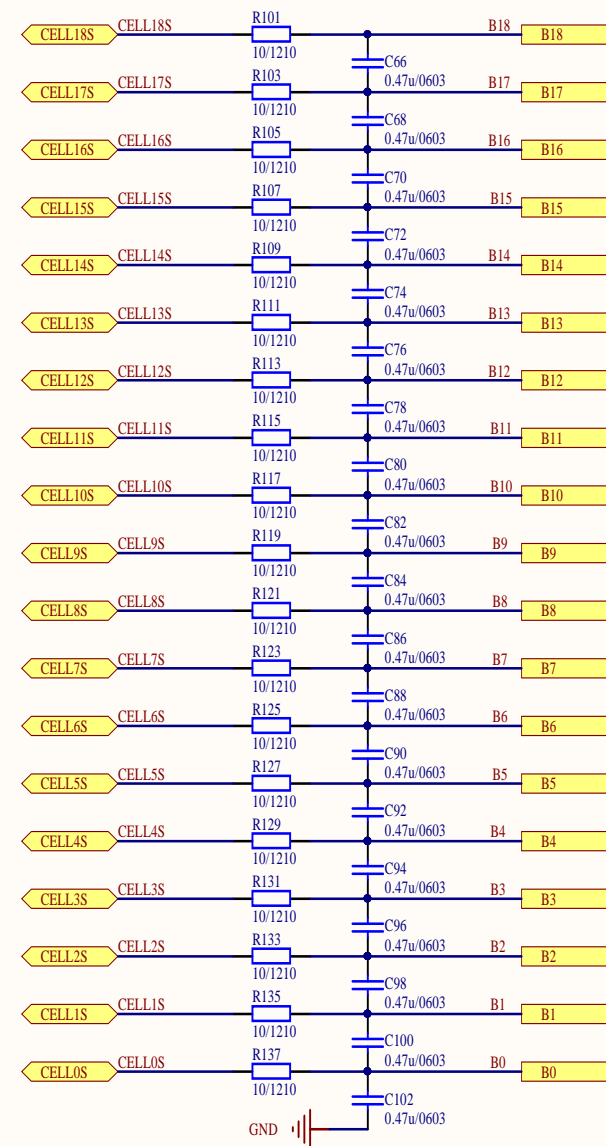 R101
CELL18S CELL18S B18 B18
10/1210
C66
0.47u/0603
R103
CELL17S CELL17S B17 B17
10/1210
C68
0.47u/0603
R105
CELL16S CELL16S B16 B16
10/1210
C70
0.47u/0603
R107
CELL15S CELL15S B15 B15
10/1210
C72
0.47u/0603
R109
CELL14S CELL14S B14 B14
10/1210
C74
0.47u/0603
R111
CELL13S CELL13S B13 B13
10/1210
C76
0.47u/0603
R113
CELL12S CELL12S B12 B12
10/1210
C78
0.47u/0603
R115
CELL11S CELL11S B11 B11
10/1210
C80
0.47u/0603
R117
CELL10S CELL10S B10 B10
10/1210
C82
0.47u/0603
R119
CELL9S CELL9S B9 B9
10/1210
C84
0.47u/0603
R121
CELL8S CELL8S B8 B8
10/1210
C86
0.47u/0603
R123
CELL7S CELL7S B7 B7
10/1210
C88
0.47u/0603
R125
CELL6S CELL6S B6 B6
10/1210
C90
0.47u/0603
R127
CELL5S CELL5S B5 B5
10/1210
C92
0.47u/0603
R129
CELL4S CELL4S B4 B4
10/1210
C94
0.47u/0603
R131
CELL3S CELL3S B3 B3
10/1210
C96
0.47u/0603
R133
CELL2S CELL2S B2 B2
10/1210
C98
0.47u/0603
R135
CELL1S CELL1S B1 B1
10/1210
C100
0.47u/0603
R137
CELL0S CELL0S B0 B0
10/1210
C102
0.47u/0603
GND